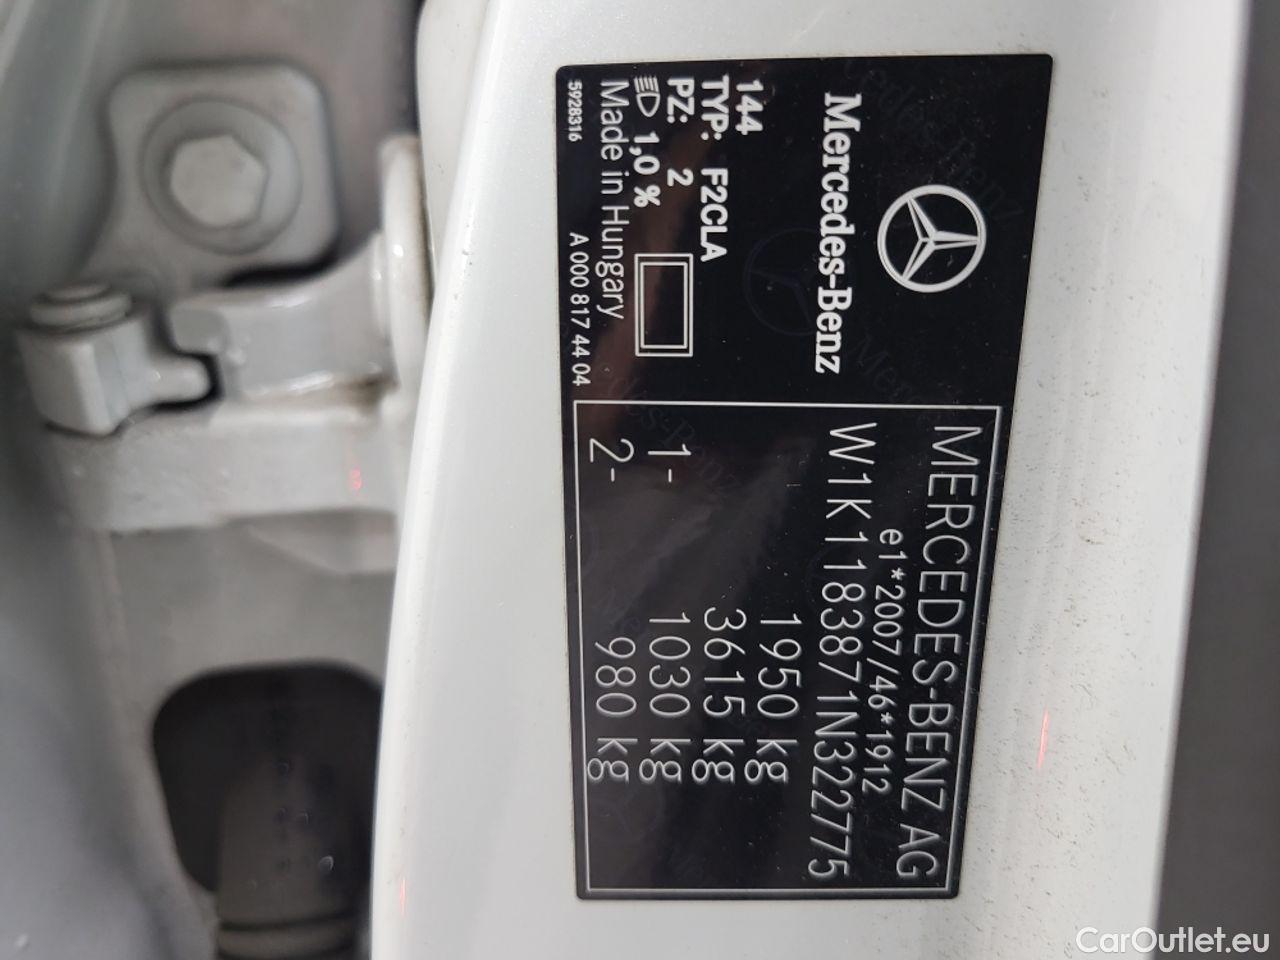 Mercedes-Benz
144
TYP: F2CLA
PZ: 2
1,0 %
Made in Hungary
5928316
A 000 817 44 04
MERCEDES-BENZ AG
e1*2007/46*1912
W1K1183871N322775
1950 kg
3615 kg
1- 1030 kg
2- 980 kg
CarOutlet.eu